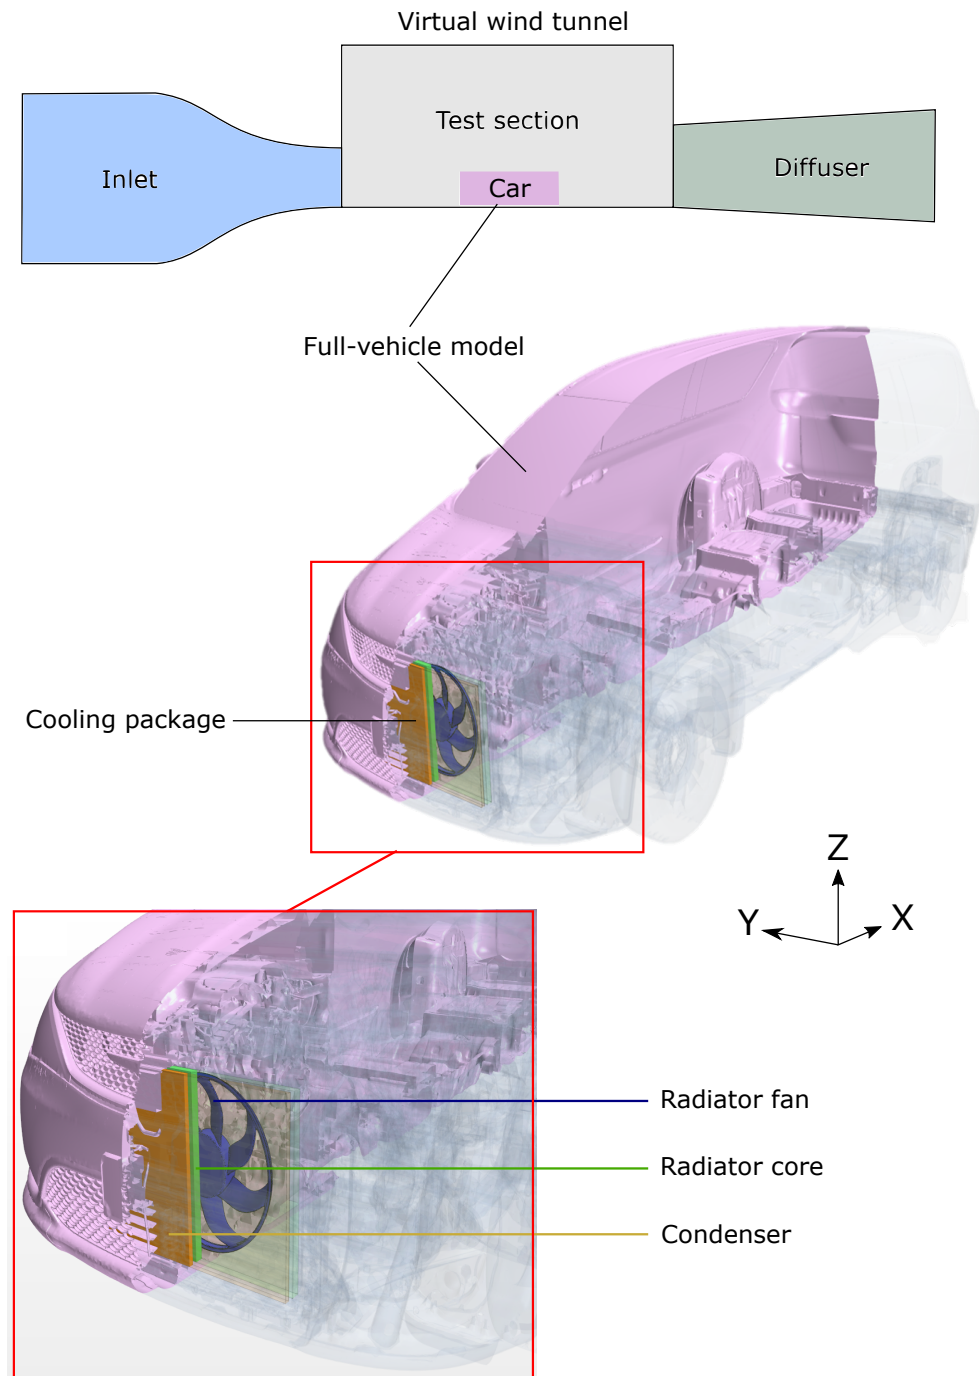 Virtual wind tunnel
Test section
Inlet
Diffuser
Car
Full-vehicle model
Cooling package
Z
Y
X
Radiator fan
Radiator core
Condenser